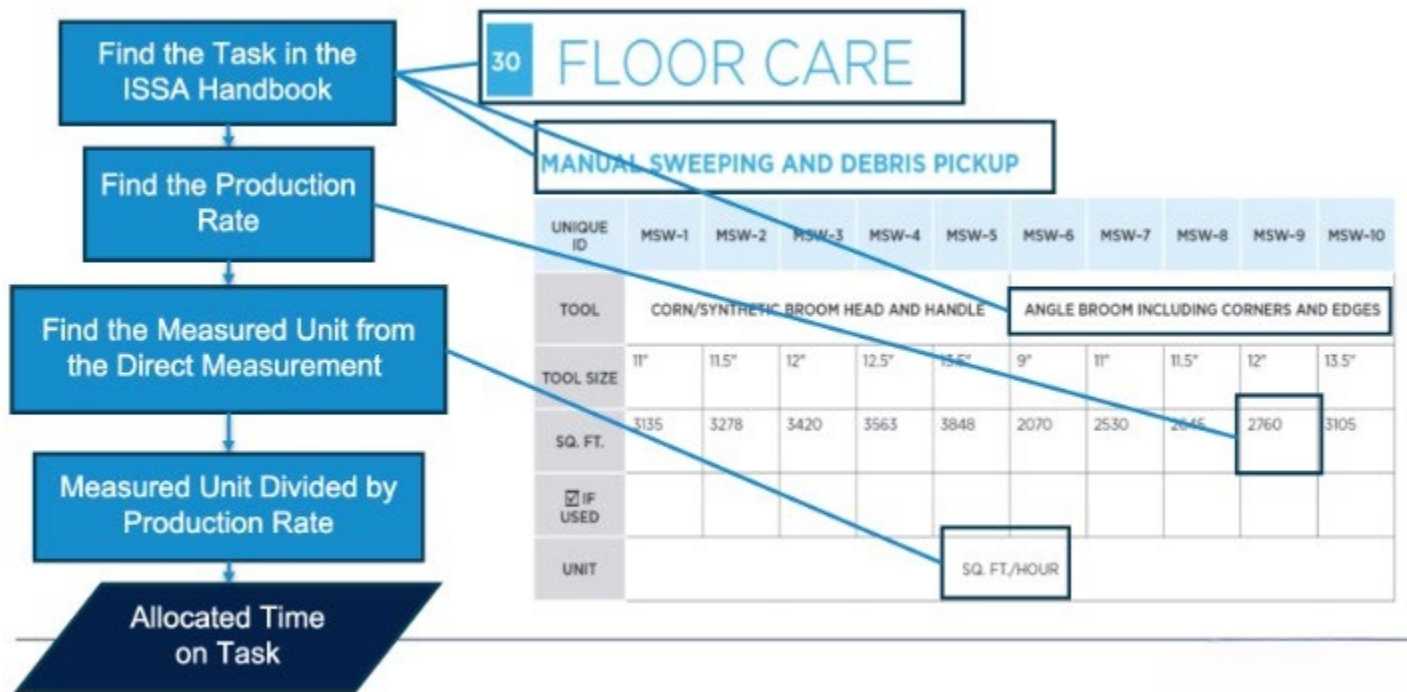 Find the Task in the
ISSA Handbook
Find the Production
Rate
Find the Measured Unit from
the Direct Measurement
Measured Unit Divided by
Production Rate
Allocated Time
on Task
30 FLOOR CARE
MANUAL SWEEPING AND DEBRIS PICKUP
UNIQUE
ID MSW-1 MSW-2 MSW-3 MSW-4 MSW-5 MSW-6 MSW-7 MSW-8 MSW-9 MSW-10
TOOL CORN/SYNTHETIC BROOM HEAD AND HANDLE ANGLE BROOM INCLUDING CORNERS AND EDGES
TOOL SIZE 11" 11.5" 12" 12.5" 13.5" 9" 11" 11.5" 12" 13.5"
SQ. FT. 3135 3278 3420 3563 3848 2070 2530 2645 2760 3105
☑ IF
USED
UNIT SQ. FT./HOUR